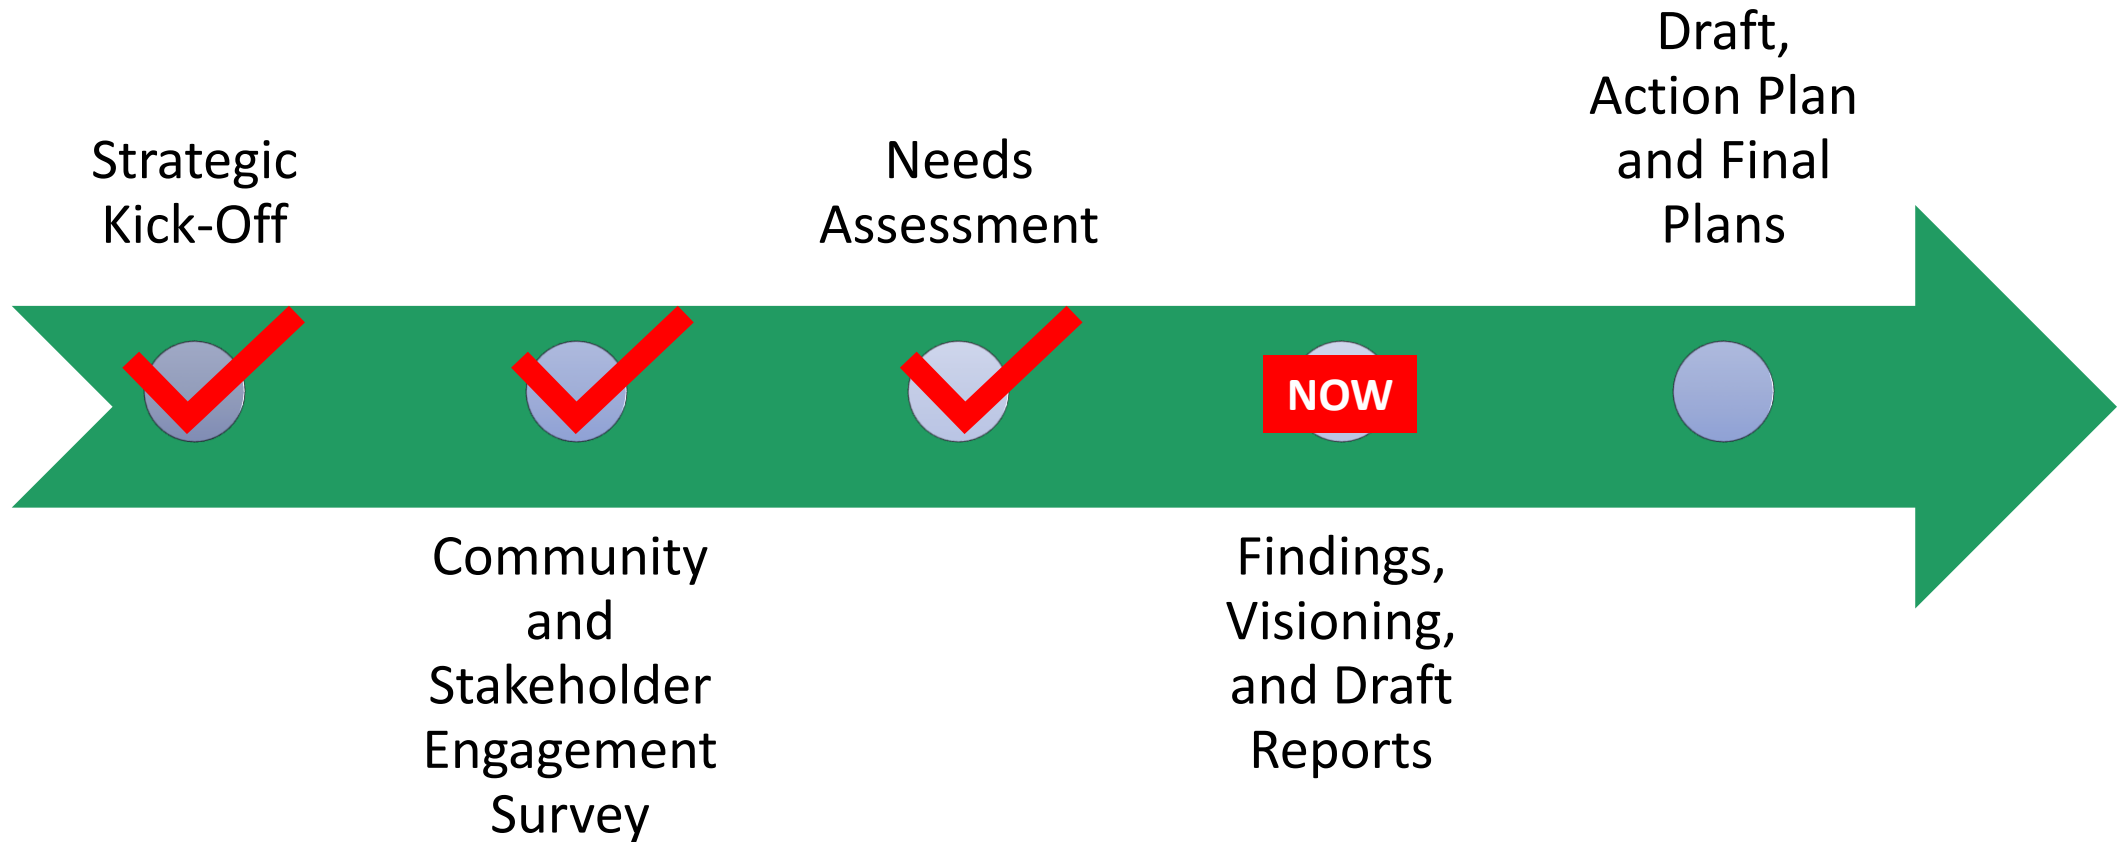 Strategic
Kick-Off
Community
and
Stakeholder
Engagement
Survey
Needs
Assessment
NOW
Findings,
Visioning,
and Draft
Reports
Draft,
Action Plan
and Final
Plans